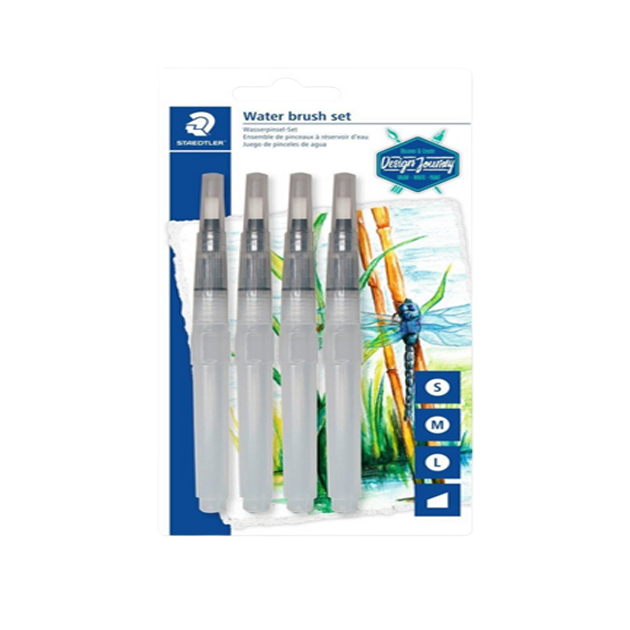 STAEDTLER
Water brush set
Wasserpinsel-Set
Ensemble de pinceaux à réservoir d'eau
Juego de pinceles de agua
Design Journey
S
M
L